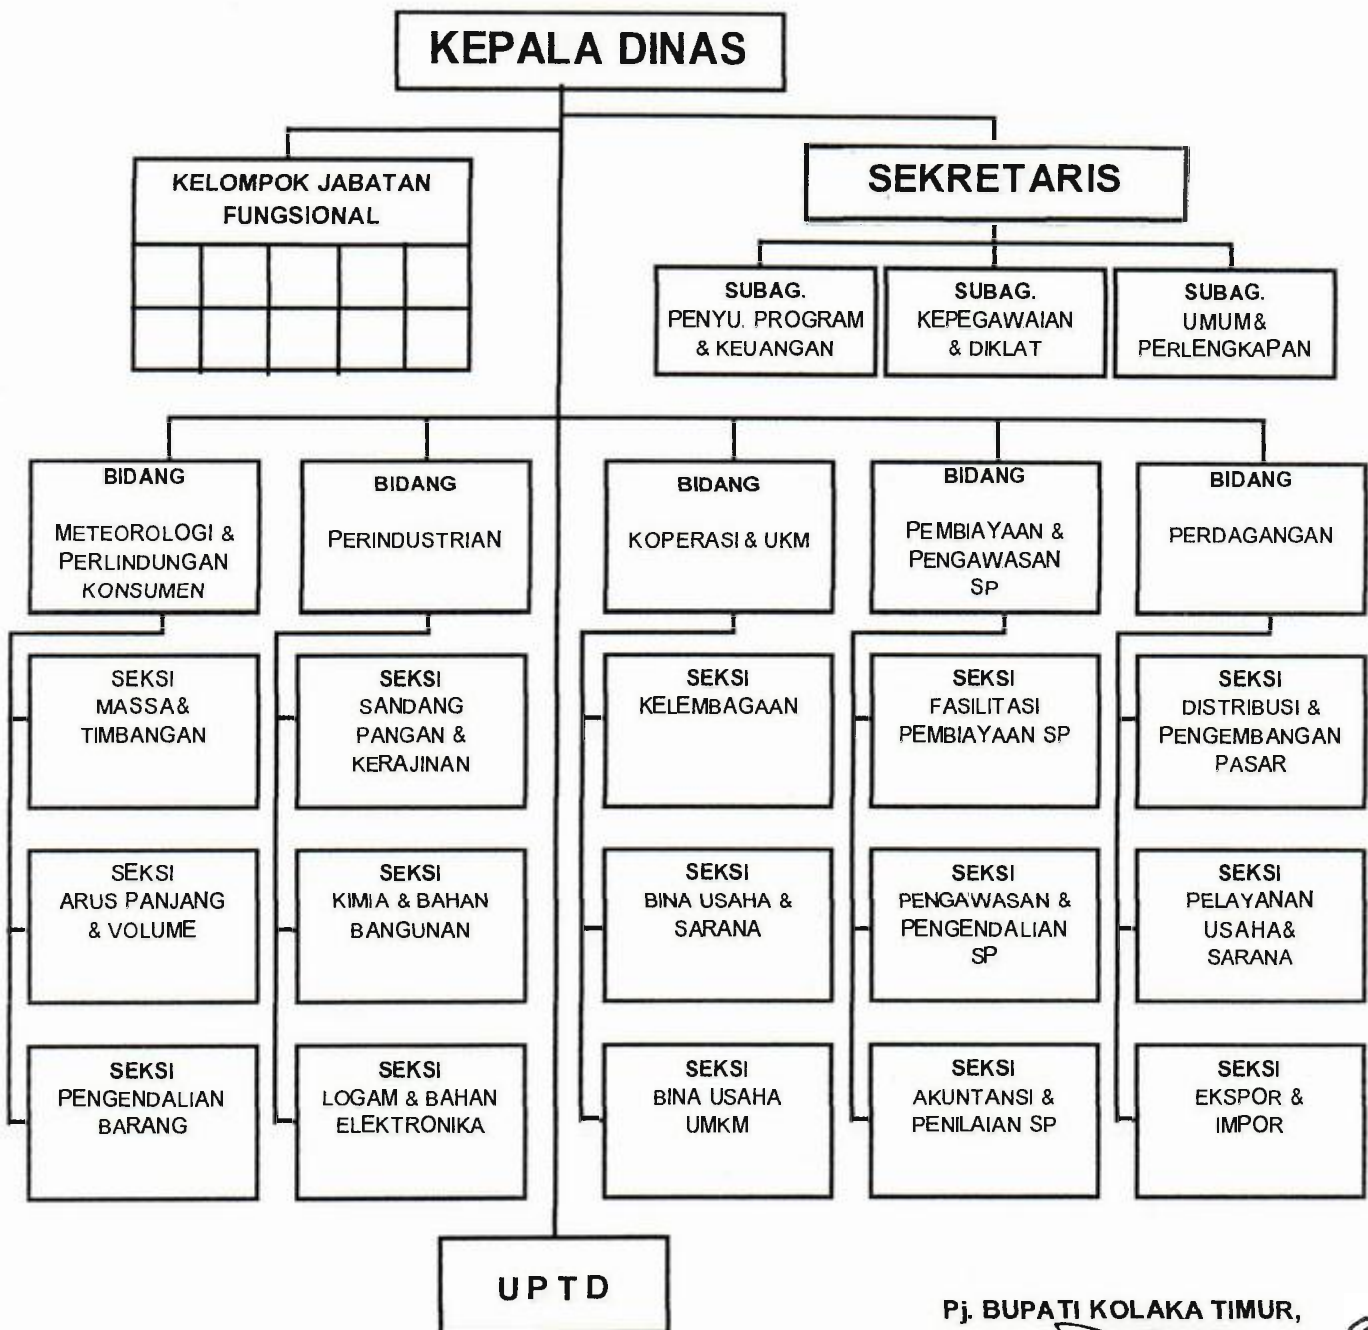 KEPALA DINAS
KELOMPOK JABATAN
FUNGSIONAL
SEKRETARIS
SUBAG.
PENYU. PROGRAM
& KEUANGAN
SUBAG.
KEPEGAWAIAN
& DIKLAT
SUBAG.
UMUM &
PERLENGKAPAN
BIDANG
METEOROLOGI &
PERLINDUNGAN
KONSUMEN
BIDANG
PERINDUSTRIAN
BIDANG
KOPERASI & UKM
BIDANG
PEMBIAYAAN &
PENGAWASAN
SP
BIDANG
PERDAGANGAN
SEKSI
MASSA &
TIMBANGAN
SEKSI
SANDANG
PANGAN &
KERAJINAN
SEKSI
KELEMBAGAAN
SEKSI
FASILITASI
PEMBIAYAAN SP
SEKSI
DISTRIBUSI &
PENGEMBANGAN
PASAR
SEKSI
ARUS PANJANG
& VOLUME
SEKSI
KIMIA & BAHAN
BANGUNAN
SEKSI
BINA USAHA &
SARANA
SEKSI
PENGAWASAN &
PENGENDALIAN
SP
SEKSI
PELAYANAN
USAHA &
SARANA
SEKSI
PENGENDALIAN
BARANG
SEKSI
LOGAM & BAHAN
ELEKTRONIKA
SEKSI
BINA USAHA
UMKM
SEKSI
AKUNTANSI &
PENILAIAN SP
SEKSI
EKSPOR &
IMPOR
UPTD
Pj. BUPATI KOLAKA TIMUR,